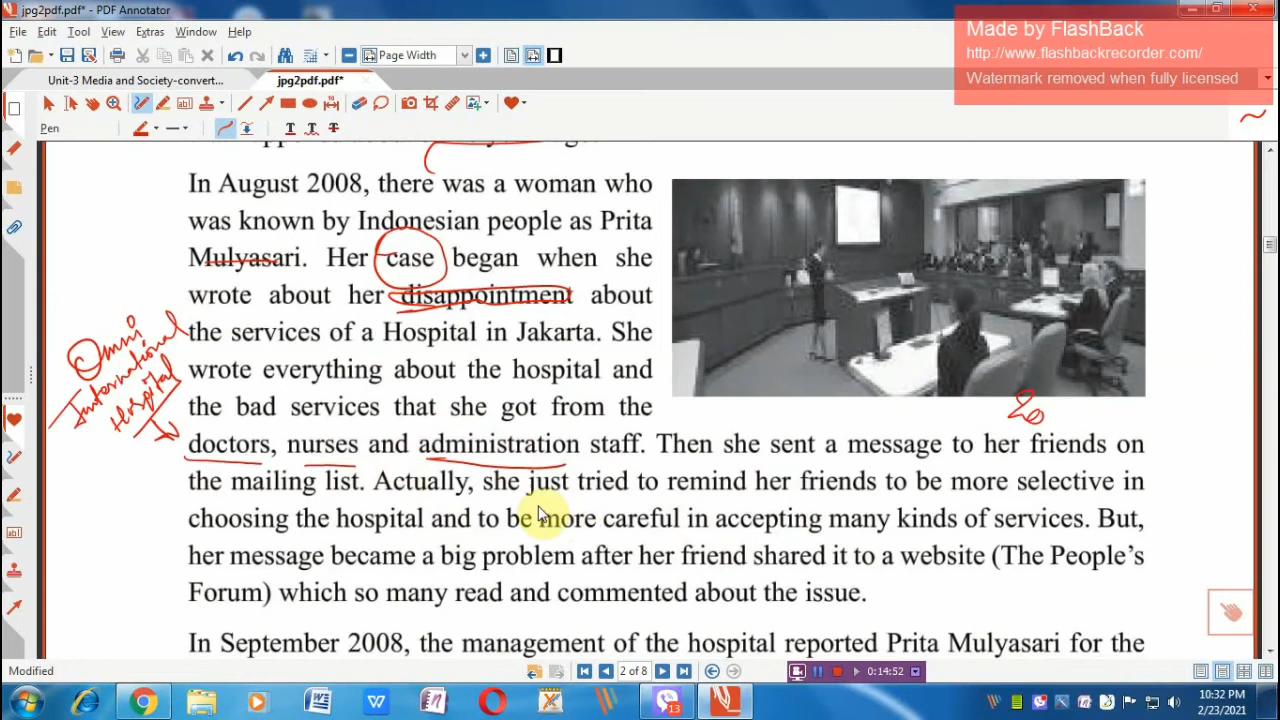 jpg2pdf.pdf* - PDF Annotator
Made by FlashBack
http://www.flashbackrecorder.com/
Watermark removed when fully licensed
File Edit Tool Document View Extras Window Help
Page Width
Unit-3 Media and Society-convert...
jpg2pdf.pdf*
Pen
In August 2008, there was a woman who
was known by Indonesian people as Prita
Mulyasari. Her case began when she
wrote about her disappointment about
the services of a Hospital in Jakarta. She
wrote everything about the hospital and
the bad services that she got from the
doctors, nurses and administration staff. Then she sent a message to her friends on
the mailing list. Actually, she just tried to remind her friends to be more selective in
choosing the hospital and to be more careful in accepting many kinds of services. But,
her message became a big problem after her friend shared it to a website (The People's
Forum) which so many read and commented about the issue.
In September 2008, the management of the hospital reported Prita Mulyasari for the
Omni
International
Hospital
Modified
2 of 8
0:14:52
13
10:32 PM
2/23/2021